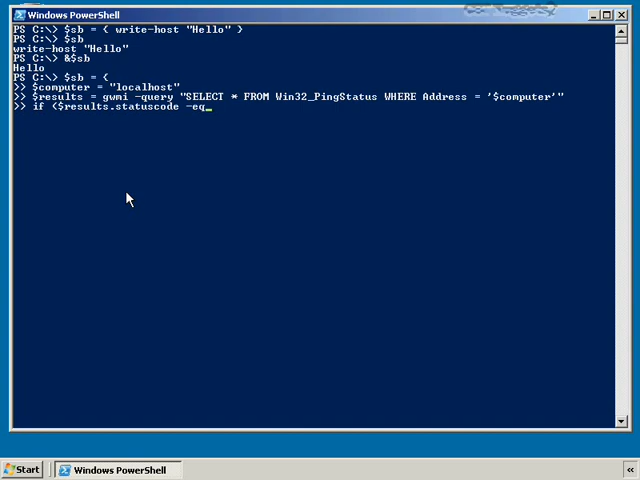 Windows PowerShell
PS C:\> $sb = { write-host "Hello" }
PS C:\> $sb
write-host "Hello"
PS C:\> &$sb
Hello
PS C:\> $sb = {
>> $computer = "localhost"
>> $results = gwmi -query "SELECT * FROM Win32_PingStatus WHERE Address = '$computer'"
>> if ($results.statuscode -eq_
Start
Windows PowerShell
«